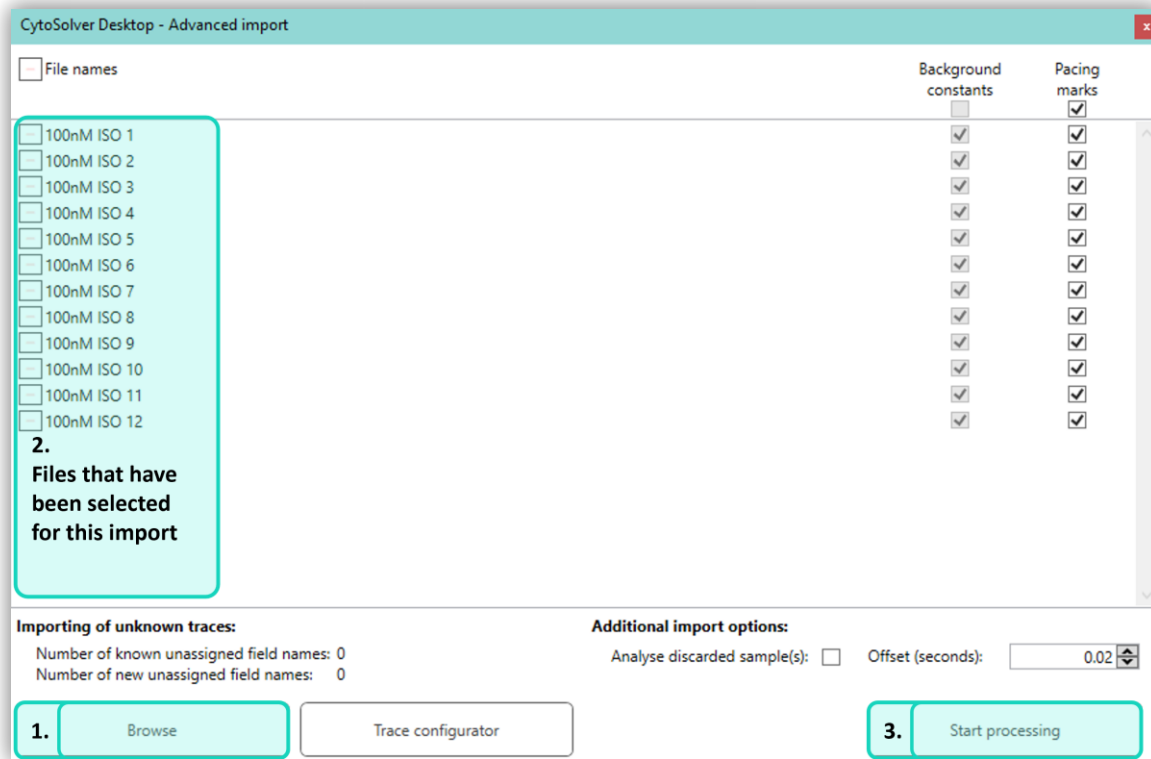 CytoSolver Desktop - Advanced import
x
File names
Background
constants
Pacing
marks
100nM ISO 1
100nM ISO 2
100nM ISO 3
100nM ISO 4
100nM ISO 5
100nM ISO 6
100nM ISO 7
100nM ISO 8
100nM ISO 9
100nM ISO 10
100nM ISO 11
100nM ISO 12
2.
Files that have
been selected
for this import
Importing of unknown traces:
Number of known unassigned field names: 0
Number of new unassigned field names: 0
Additional import options:
Analyse discarded sample(s):
Offset (seconds): 0.02
1. Browse
Trace configurator
3. Start processing